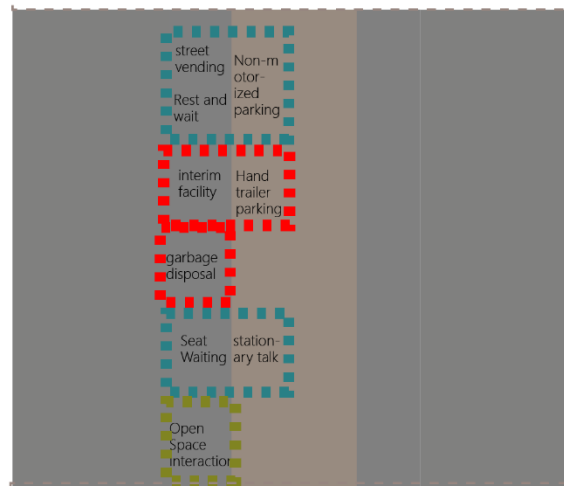 street
vending
Rest and
wait
Non-m
otor-
ized
parking
interim
facility
Hand
trailer
parking
garbage
disposal
Seat
Waiting
station-
ary talk
Open
Space
interaction